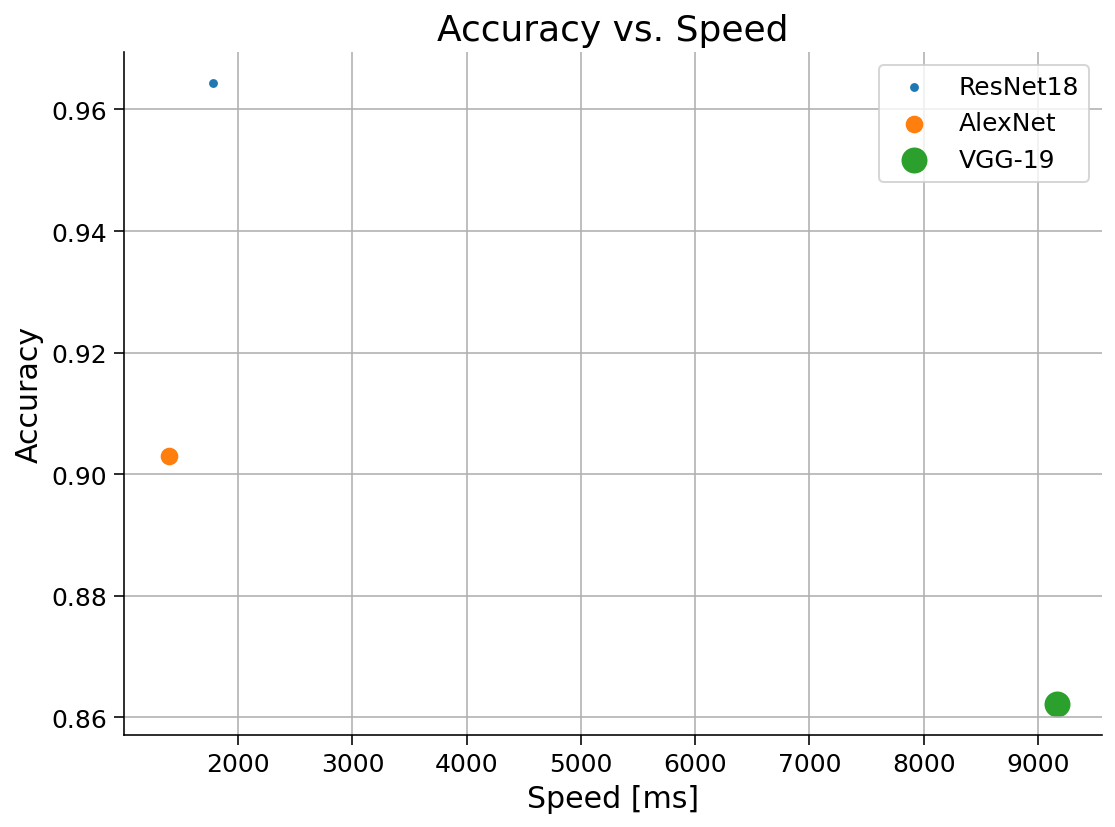 Accuracy vs. Speed
ResNet18
AlexNet
VGG-19
0.96
0.94
0.92
0.90
0.88
0.86
Accuracy
2000 3000 4000 5000 6000 7000 8000 9000
Speed [ms]